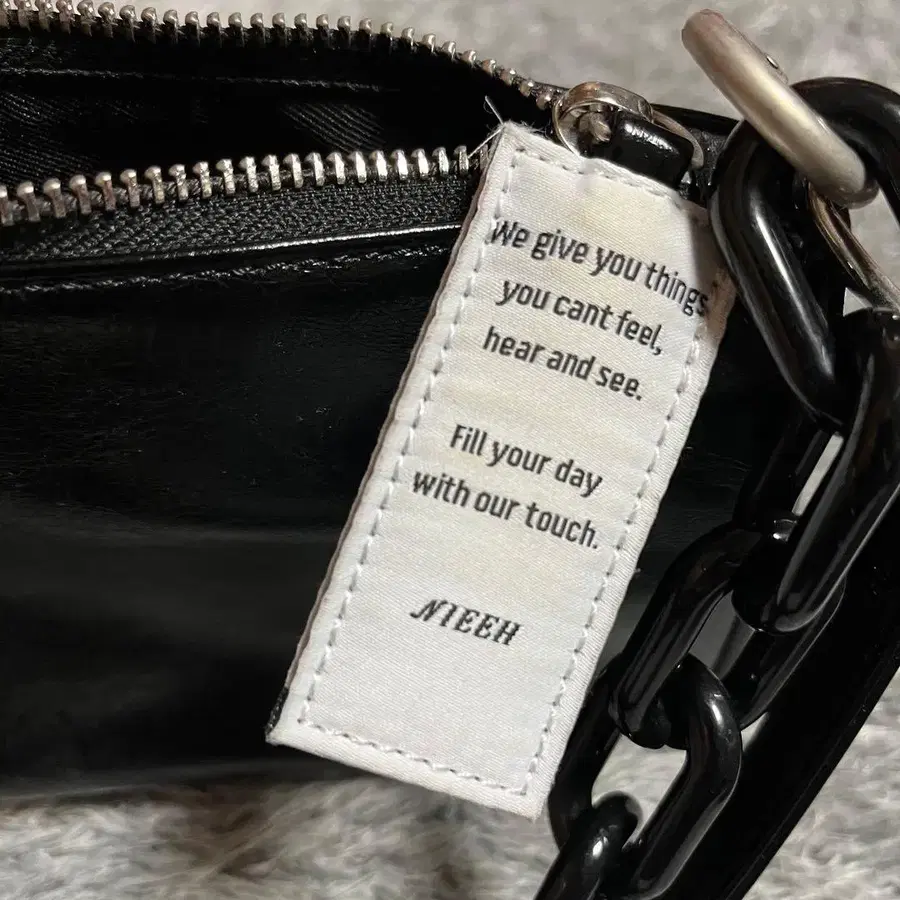 We give you things
you cant feel,
hear and see.
Fill your day
with our touch.
NIEEH